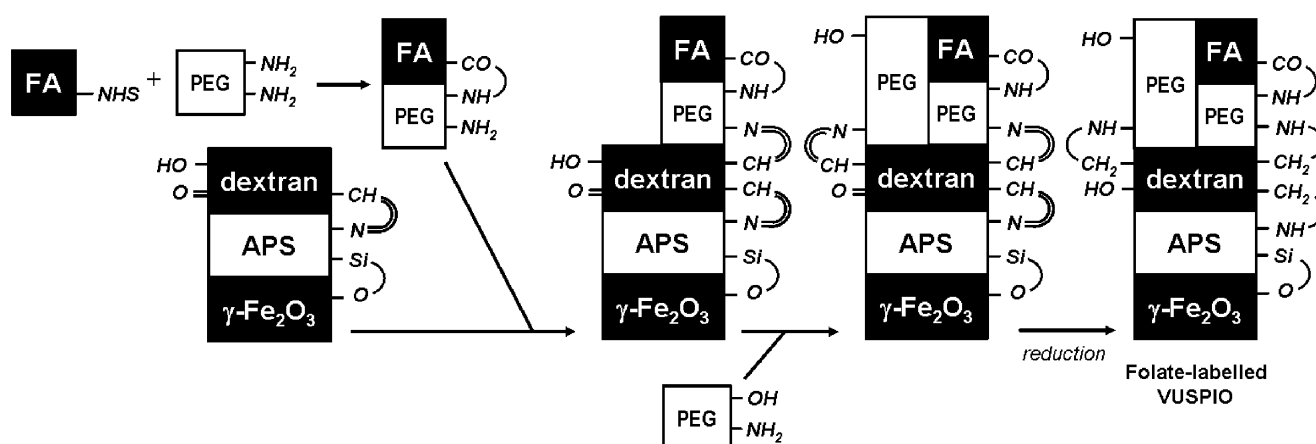 FA
NHS
+
PEG
NH2
NH2
FA
PEG
CO
NH
NH2
HO
O
dextran
APS
γ-Fe2O3
CH
N
Si
O
FA
PEG
HO
O
dextran
APS
γ-Fe2O3
CO
NH
N
CH
CH
N
Si
O
PEG
OH
NH2
HO
PEG
FA
PEG
N
CH
O
dextran
APS
γ-Fe2O3
CO
NH
N
CH
CH
N
Si
O
reduction
HO
PEG
FA
PEG
NH
CH2
HO
dextran
APS
γ-Fe2O3
CO
NH
NH
CH2
CH2
NH
Si
O
Folate-labelled
VUSPIO